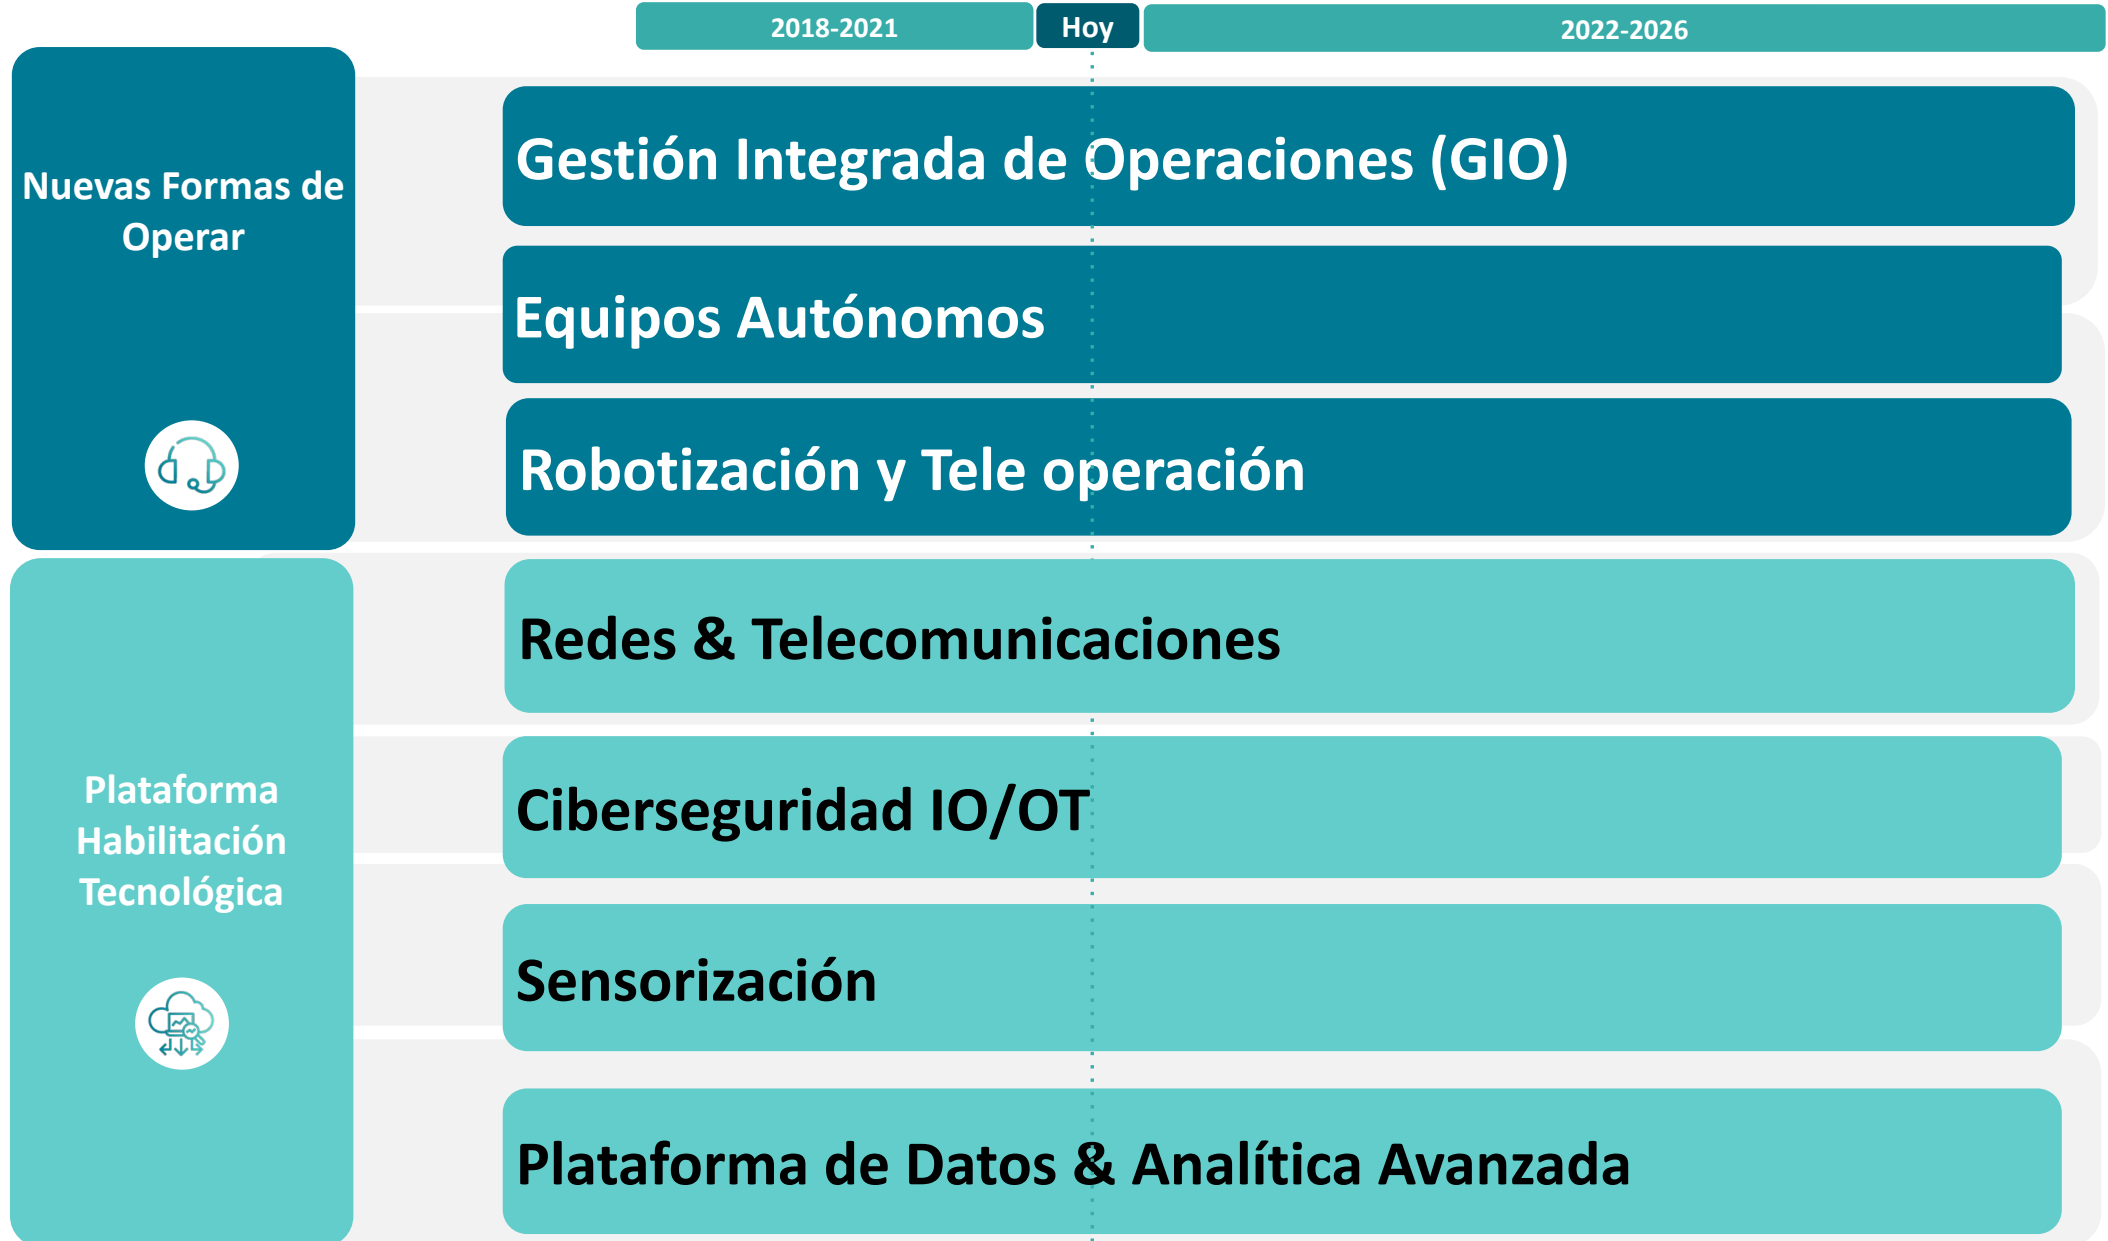 2018-2021
Hoy
2022-2026
Nuevas Formas de
Operar
Gestión Integrada de Operaciones (GIO)
Equipos Autónomos
Robotización y Tele operación
Plataforma
Habilitación
Tecnológica
Redes & Telecomunicaciones
Ciberseguridad IO/OT
Sensorización
Plataforma de Datos & Analítica Avanzada